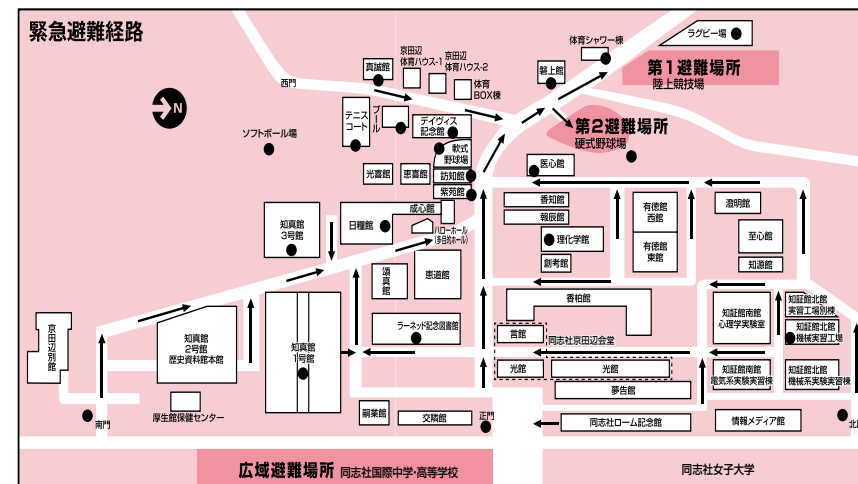 緊急避難経路
N
西門
真誠館
京田辺
体育ハウス-1
京田辺
体育ハウス-2
体育
BOX棟
体育シャワー棟
磐上館
ラグビー場
第1避難場所
陸上競技場
第2避難場所
硬式野球場
ソフトボール場
テニス
コート
プール
デイヴィス
記念館
軟式
野球場
光喜館
恵喜館
訪知館
紫苑館
成心館
ハローホール
(多目的ホール)
知真館
3号館
日糧館
医心館
香知館
報辰館
理化学館
創考館
有徳館
西館
有徳館
東館
澄明館
至心館
知源館
頌真館
恵道館
香柏館
京田辺別館
知真館
2号館
歴史資料館本館
知真館
1号館
ラーネッド記念図書館
言館
同志社京田辺会堂
光館
光館
夢告館
知証館南館
心理学実験室
知証館北館
実習工場別棟
知証館北館
機械実習工場
知証館南館
電気系実験実習棟
知証館北館
機械系実験実習棟
厚生館保健センター
南門
嗣業館
交隣館
正門
同志社ローム記念館
情報メディア館
北
広域避難場所 同志社国際中学・高等学校
同志社女子大学